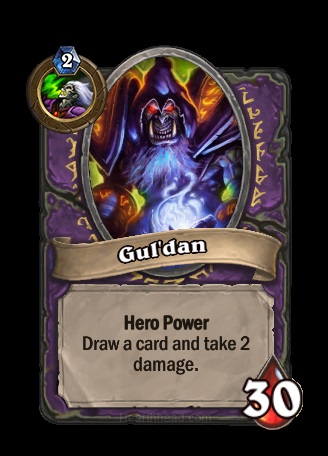 2
Gul'dan
Hero Power
Draw a card and take 2
damage.
30